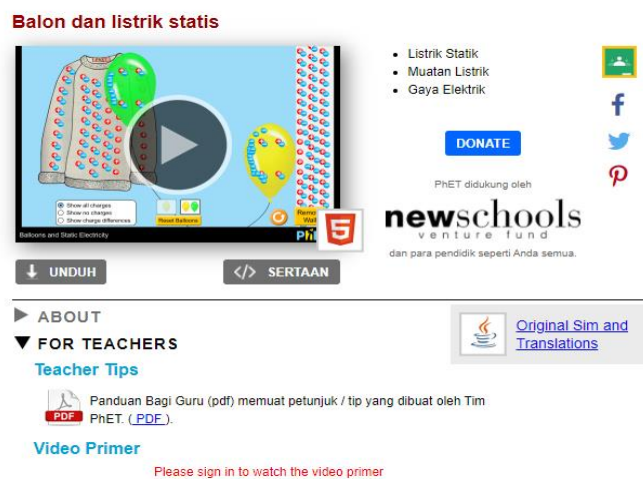 Balon dan listrik statis
Show all charges
Show no charges
Show charge differences
Reset Balloons
Balloons and Static Electricity
Listrik Statik
Muatan Listrik
Gaya Elektrik
DONATE
PhET didukung oleh
newschools
venture fund
dan para pendidik seperti Anda semua.
UNDUH
</> SERTAAN
ABOUT
FOR TEACHERS
Original Sim and
Translations
Teacher Tips
PDF
Panduan Bagi Guru (pdf) memuat petunjuk / tip yang dibuat oleh Tim
PhET. ( PDF ).
Video Primer
Please sign in to watch the video primer